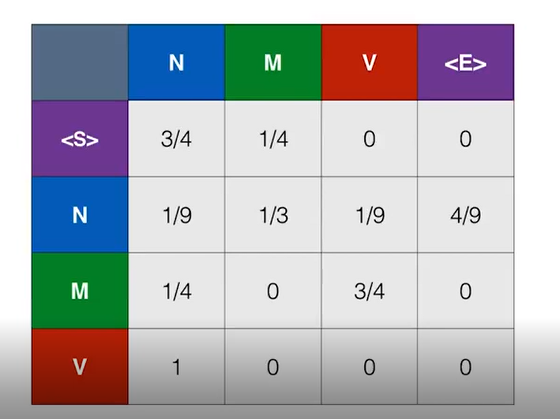 N M V <E>
<S> 3/4 1/4 0 0
N 1/9 1/3 1/9 4/9
M 1/4 0 3/4 0
V 1 0 0 0